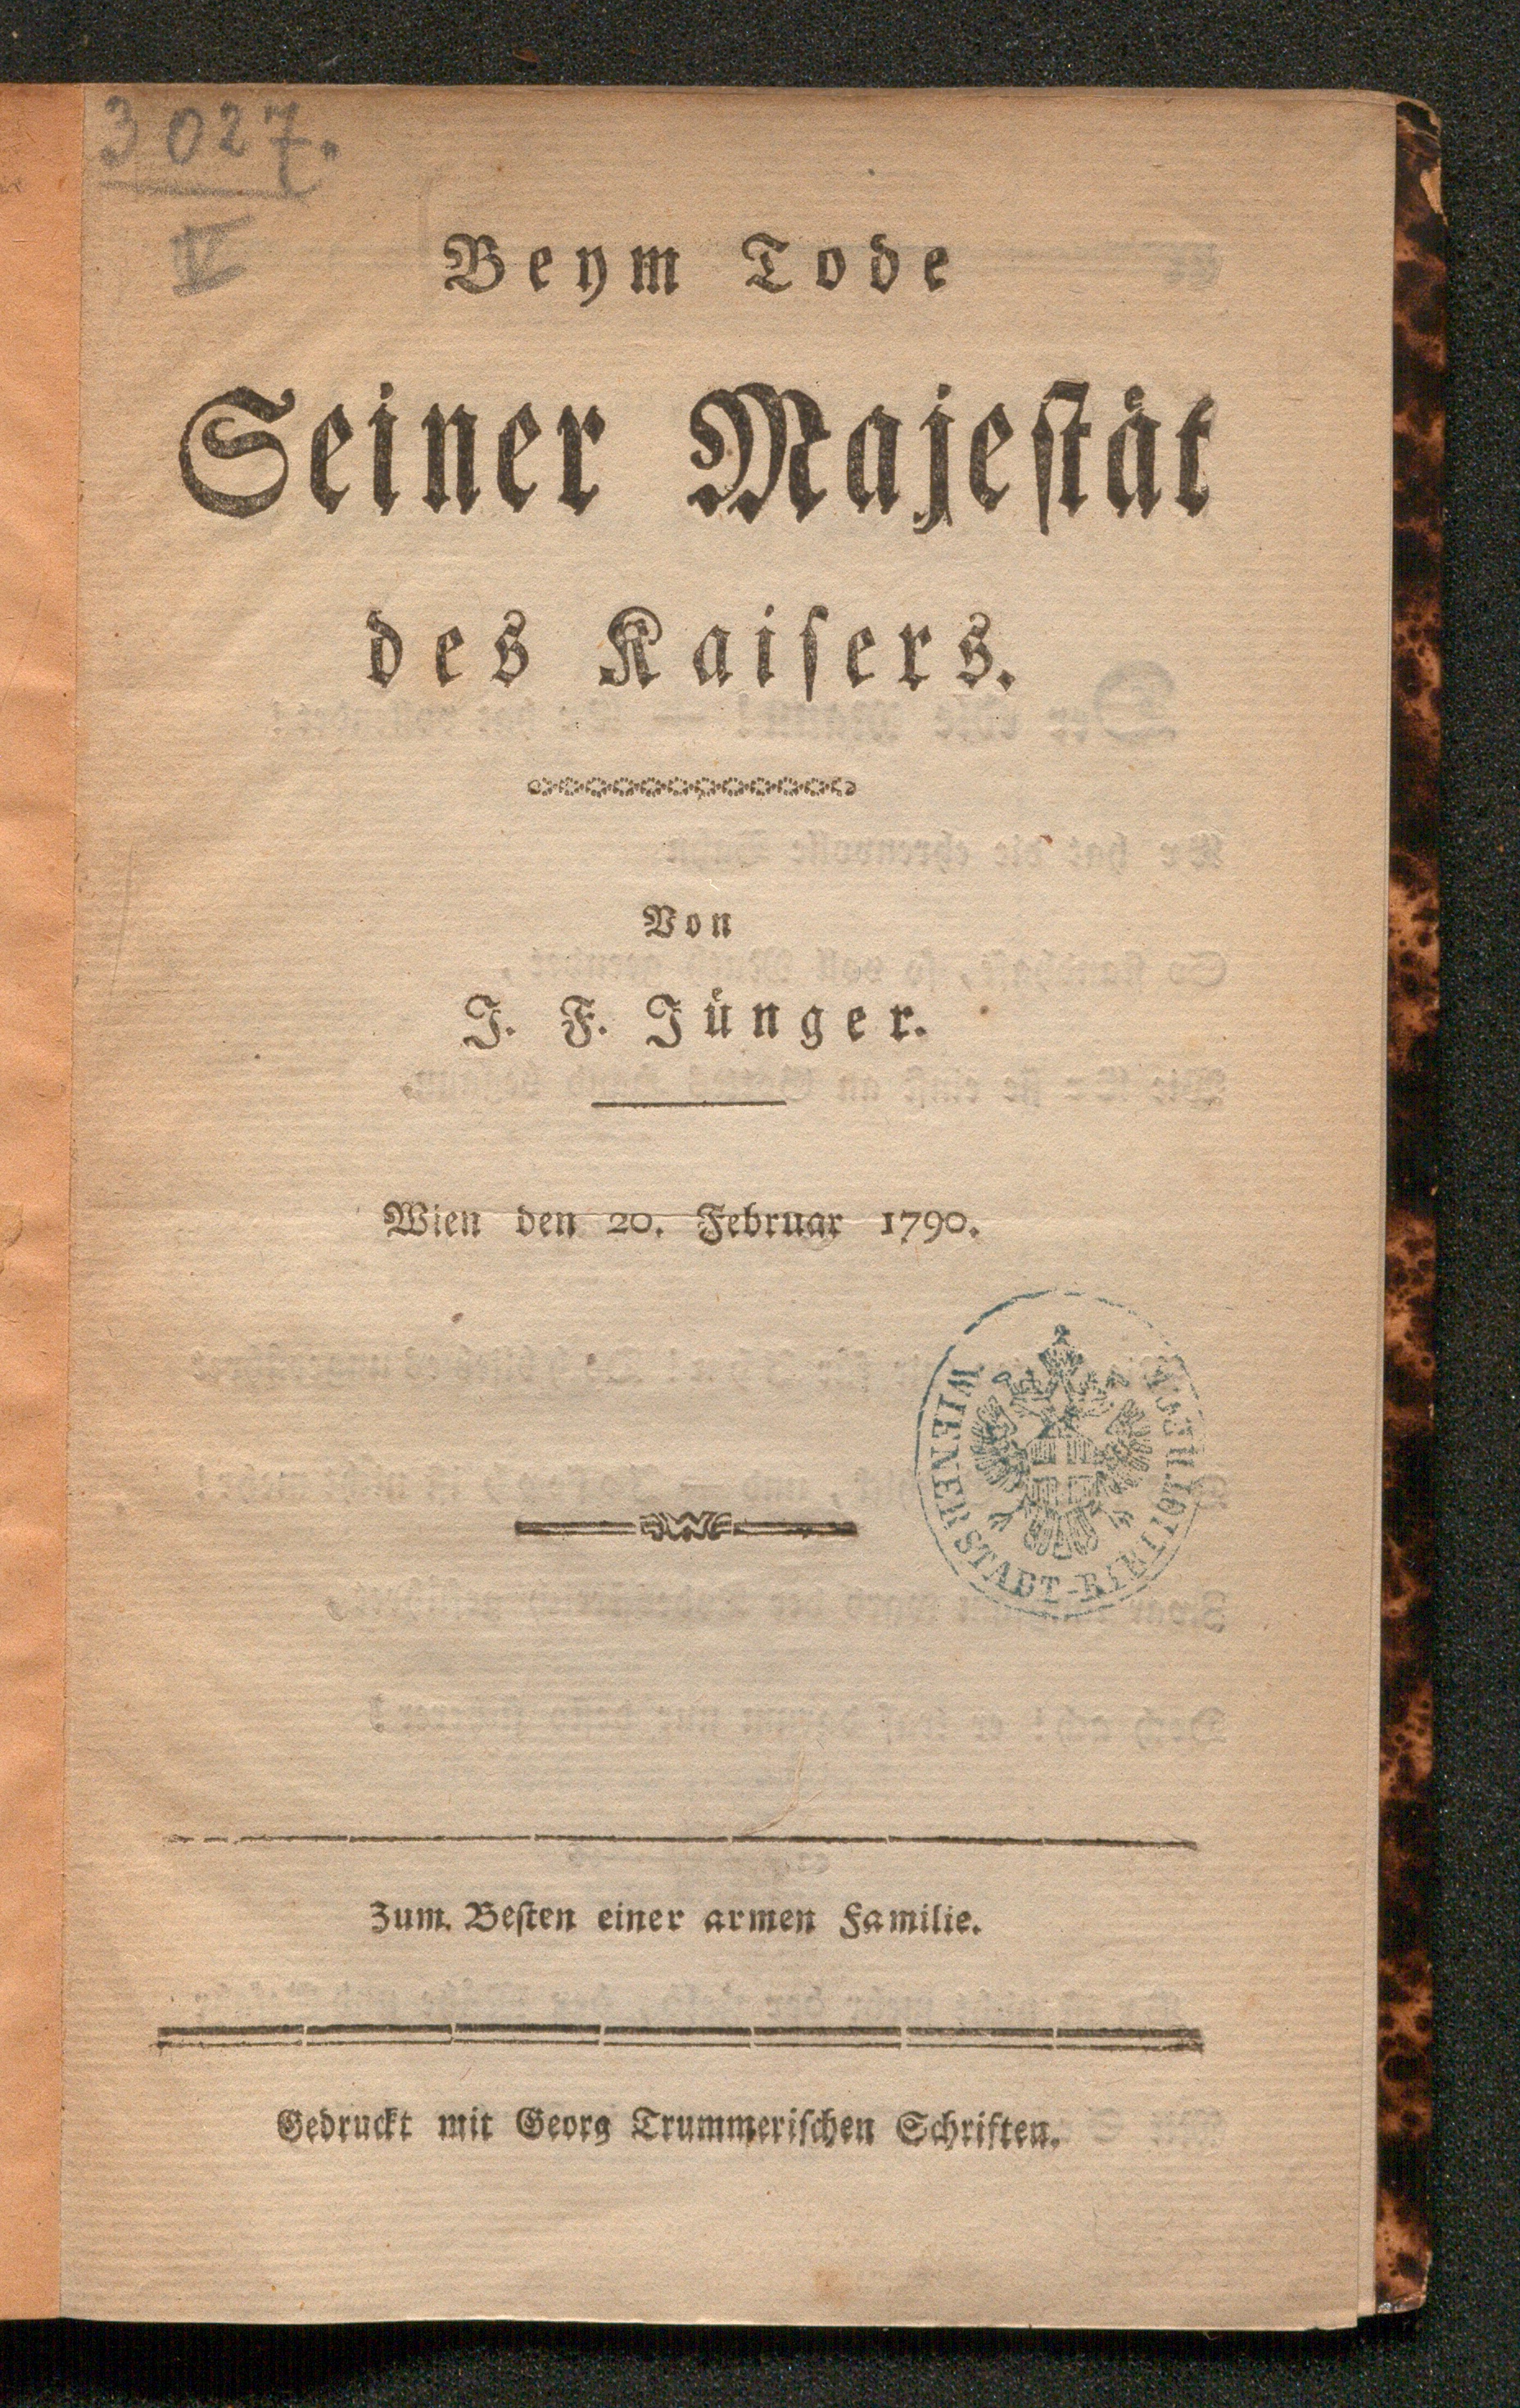 3027.
IV
Beym Tode
Seiner Majestät
des Kaisers.
Von
J. F. Jünger.
Wien den 20. Februar 1790.
WIENER STADT-BIBLIOTHEK
Zum Besten einer armen Familie.
Gedruckt mit Georg Trummerischen Schriften.